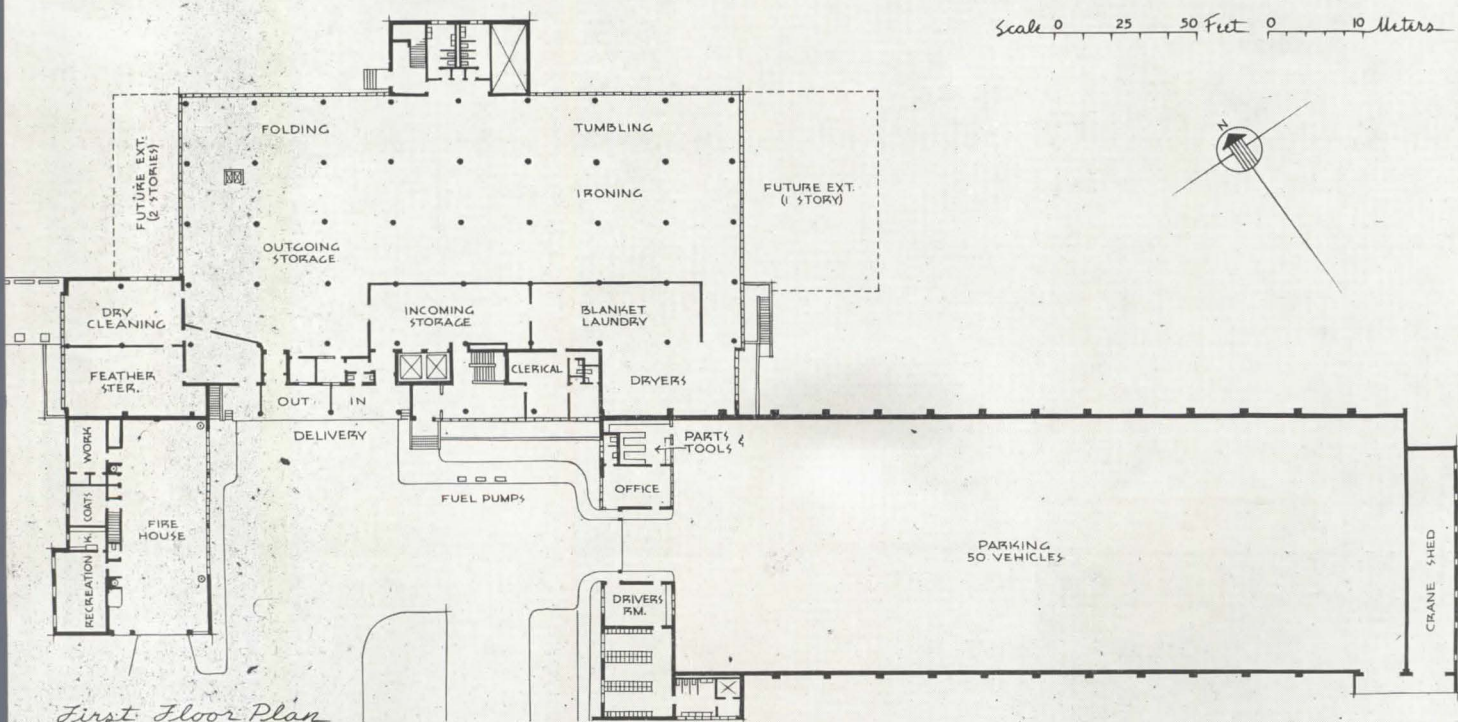 Scale 0 25 50 Feet 0 10 Meters
N
FUTURE EXT.
(2 STORIES)
FOLDING
TUMBLING
IRONING
FUTURE EXT.
(1 STORY)
OUTGOING
STORAGE
DRY
CLEANING
INCOMING
STORAGE
BLANKET
LAUNDRY
FEATHER
STER.
CLERICAL
DRYERS
OUT
IN
DELIVERY
WORK
PARTS &
TOOLS
OFFICE
FUEL PUMPS
COATS
FIRE
HOUSE
K.
RECREATION
PARKING
50 VEHICLES
CRANE SHED
DRIVERS
RM.
First Floor Plan